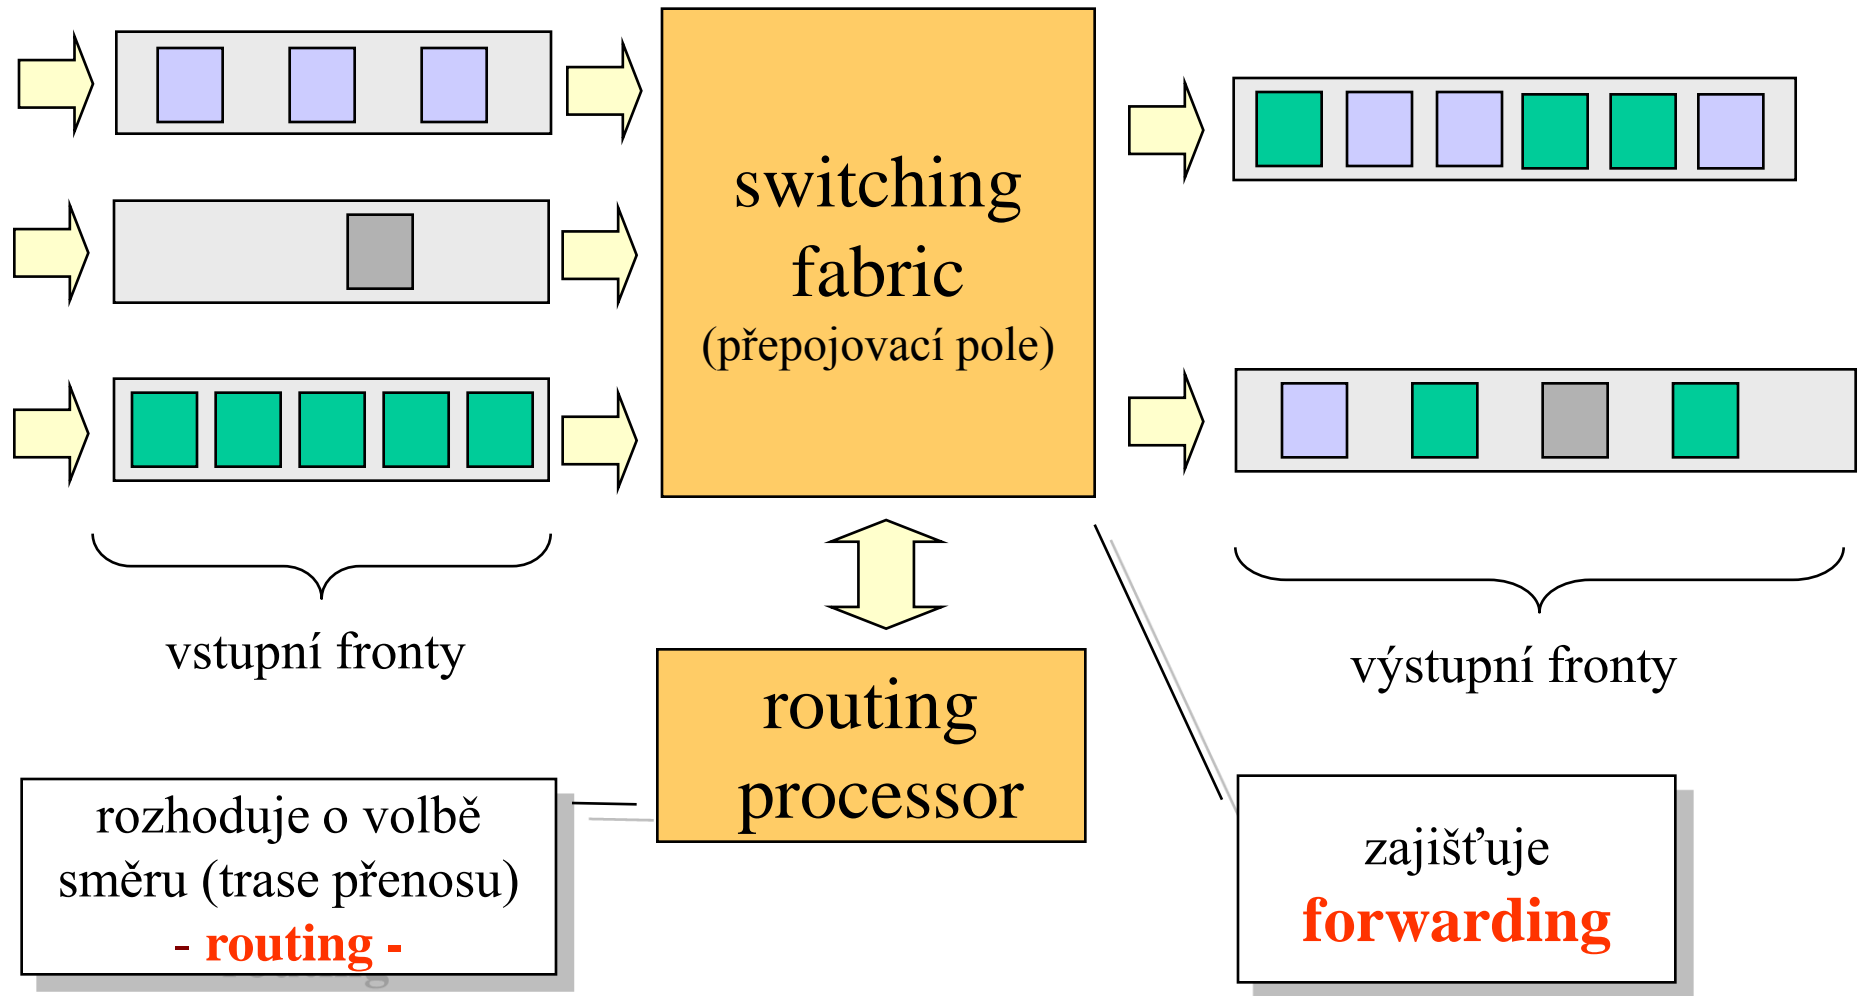 switching
fabric
(přepojovací pole)
vstupní fronty
výstupní fronty
routing
processor
rozhoduje o volbě
směru (trase přenosu)
- routing -
zajišťuje
forwarding